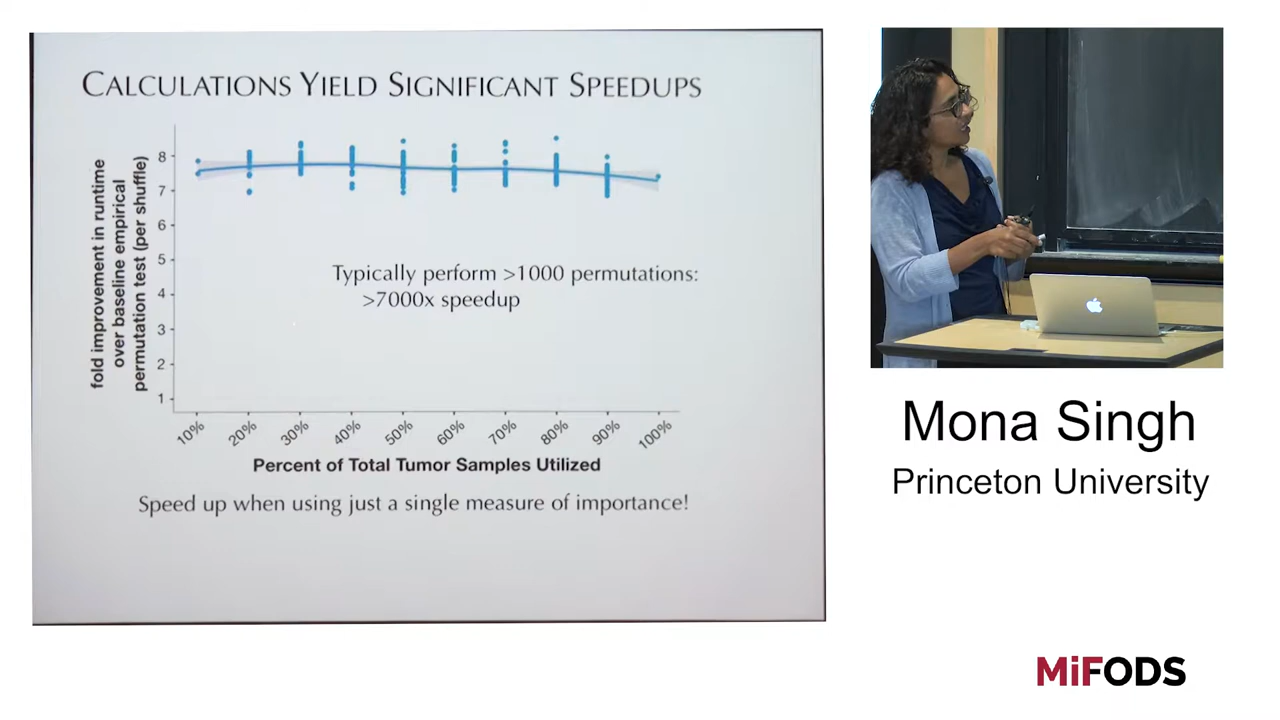 CALCULATIONS YIELD SIGNIFICANT SPEEDUPS
fold improvement in runtime
over baseline empirical
permutation test (per shuffle)
8
7
6
5
4
3
2
1
Typically perform >1000 permutations:
>7000x speedup
10%
20%
30%
40%
50%
60%
70%
80%
90%
100%
Percent of Total Tumor Samples Utilized
Speed up when using just a single measure of importance!
Mona Singh
Princeton University
MiFODS